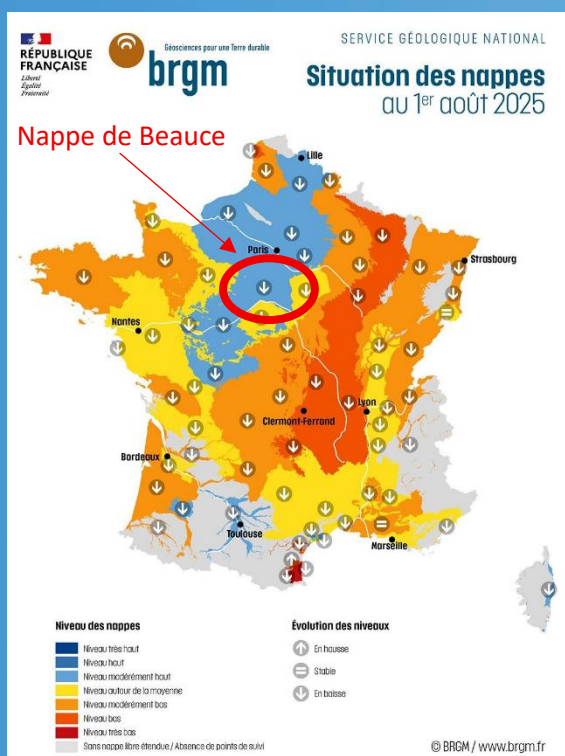 RÉPUBLIQUE
FRANÇAISE
Liberté
Égalité
Fraternité
Géosciences pour une Terre durable
brgm
SERVICE GÉOLOGIQUE NATIONAL
Situation des nappes
au 1er août 2025
Nappe de Beauce
Lille
Paris
Strasbourg
Nantes
Lyon
Clermont-Ferrand
Bordeaux
Toulouse
Marseille
Niveau des nappes
Niveau très haut
Niveau haut
Niveau modérément haut
Niveau autour de la moyenne
Niveau modérément bas
Niveau bas
Niveau très bas
Sans nappe libre étendue / Absence de points de suivi
Évolution des niveaux
En hausse
Stable
En baisse
© BRGM / www.brgm.fr